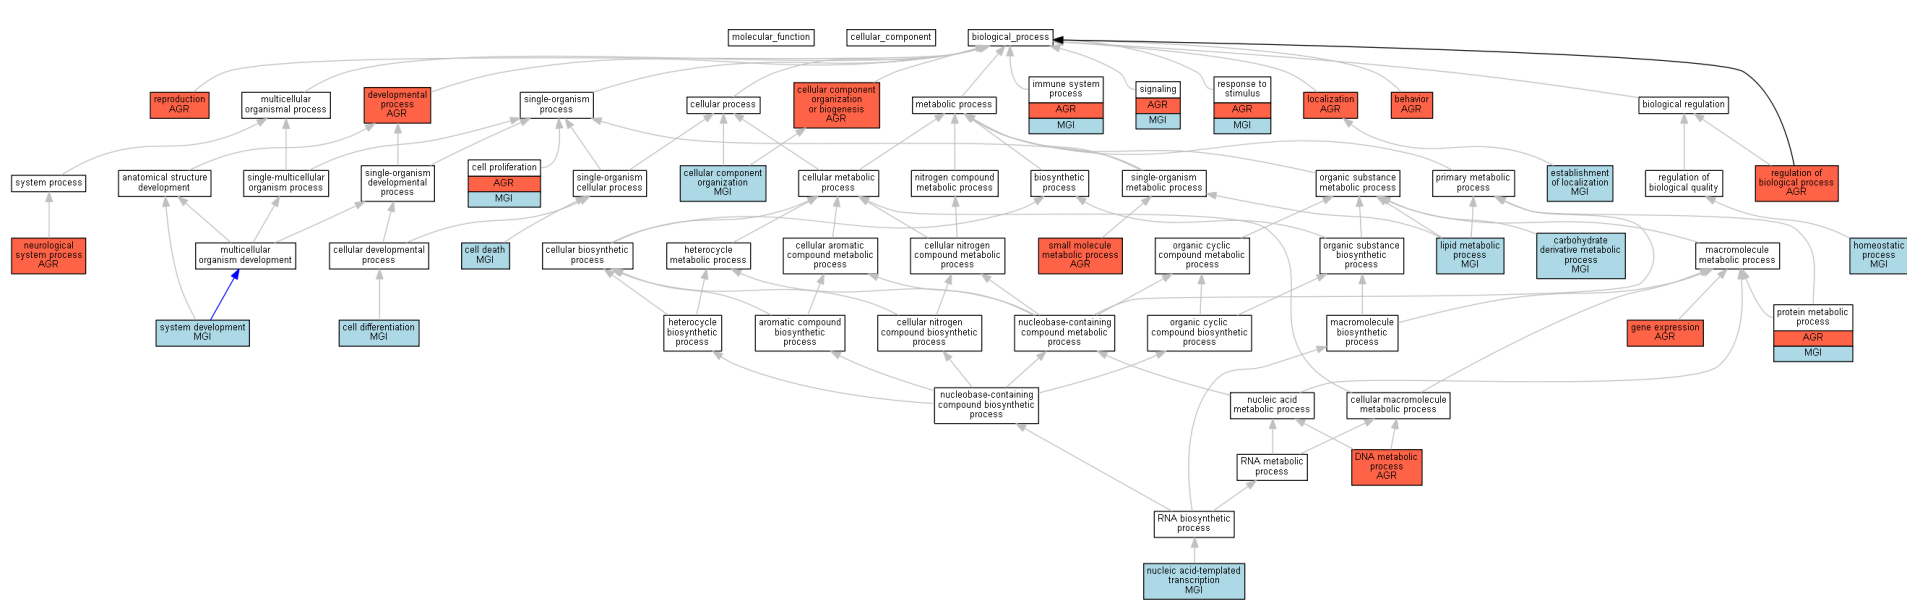 molecular_function
cellular_component
biological_process
reproduction
AGR
multicellular
organismal process
developmental
process
AGR
single-organism
process
cellular process
cellular component
organization
or biogenesis
AGR
metabolic process
immune system
process
AGR
MGI
signaling
AGR
MGI
response to
stimulus
AGR
MGI
localization
AGR
behavior
AGR
biological regulation
system process
anatomical structure
development
single-multicellular
organism process
single-organism
developmental
process
cell proliferation
AGR
MGI
single-organism
cellular process
cellular component
organization
MGI
cellular metabolic
process
nitrogen compound
metabolic process
biosynthetic
process
single-organism
metabolic process
organic substance
metabolic process
primary metabolic
process
establishment
of localization
MGI
regulation of
biological quality
regulation of
biological process
AGR
neurological
system process
AGR
multicellular
organism development
cellular developmental
process
cell death
MGI
cellular biosynthetic
process
heterocycle
metabolic process
cellular aromatic
compound metabolic
process
cellular nitrogen
compound metabolic
process
small molecule
metabolic process
AGR
organic cyclic
compound metabolic
process
organic substance
biosynthetic
process
lipid metabolic
process
MGI
carbohydrate
derivative metabolic
process
MGI
macromolecule
metabolic process
homeostatic
process
MGI
system development
MGI
cell differentiation
MGI
heterocycle
biosynthetic
process
aromatic compound
biosynthetic
process
cellular nitrogen
compound biosynthetic
process
nucleobase-containing
compound metabolic
process
organic cyclic
compound biosynthetic
process
macromolecule
biosynthetic
process
gene expression
AGR
protein metabolic
process
AGR
MGI
nucleobase-containing
compound biosynthetic
process
nucleic acid
metabolic process
cellular macromolecule
metabolic process
RNA metabolic
process
DNA metabolic
process
AGR
RNA biosynthetic
process
nucleic acid-templated
transcription
MGI